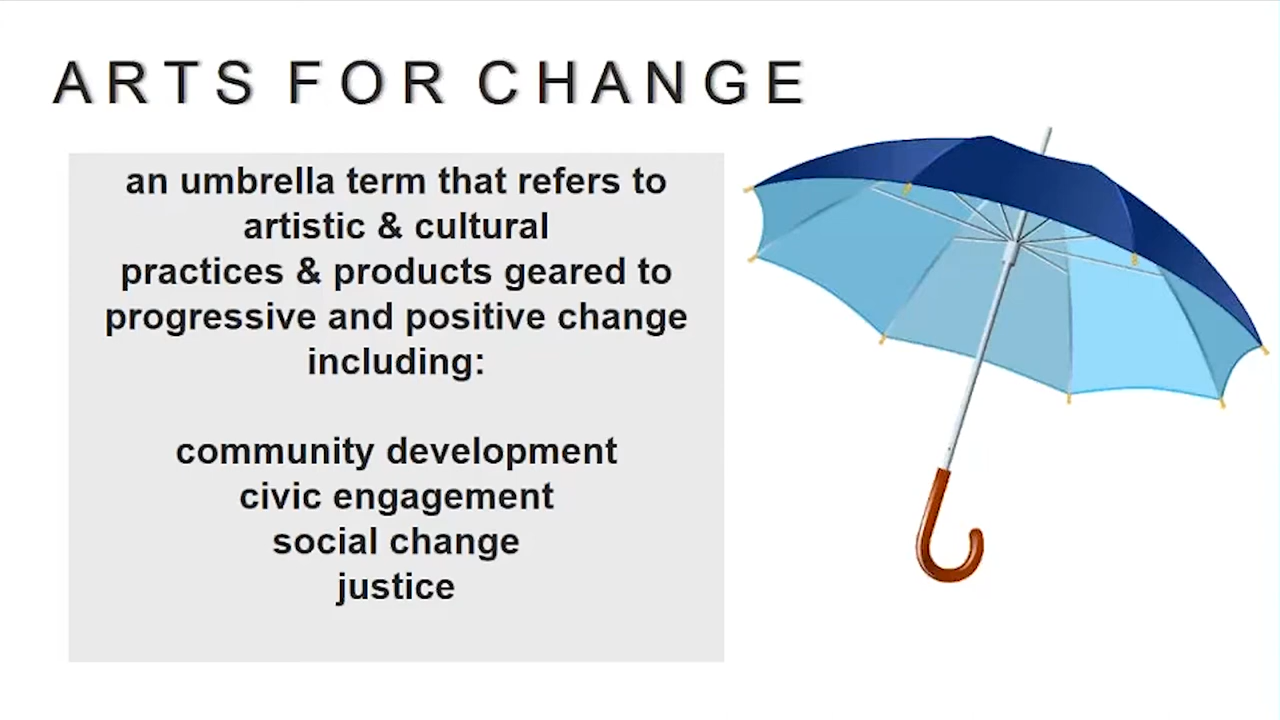 ARTS FOR CHANGE
an umbrella term that refers to
artistic & cultural
practices & products geared to
progressive and positive change
including:
community development
civic engagement
social change
justice